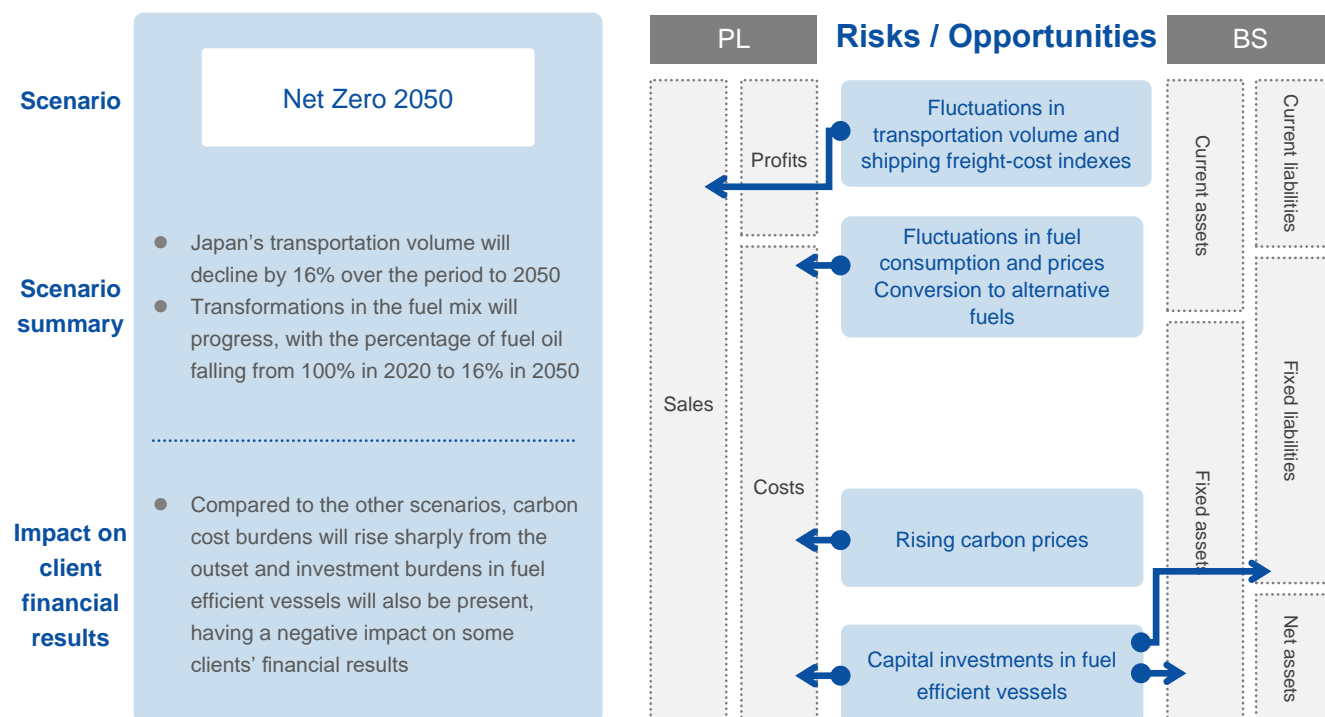 Scenario
Net Zero 2050
Scenario
summary
● Japan’s transportation volume will
decline by 16% over the period to 2050
● Transformations in the fuel mix will
progress, with the percentage of fuel oil
falling from 100% in 2020 to 16% in 2050
Impact on
client
financial
results
● Compared to the other scenarios, carbon
cost burdens will rise sharply from the
outset and investment burdens in fuel
efficient vessels will also be present,
having a negative impact on some
clients’ financial results
PL
Risks / Opportunities
BS
Sales
Profits
Costs
Fluctuations in
transportation volume and
shipping freight-cost indexes
Fluctuations in fuel
consumption and prices
Conversion to alternative
fuels
Rising carbon prices
Capital investments in fuel
efficient vessels
Current assets
Fixed assets
Current liabilities
Fixed liabilities
Net assets